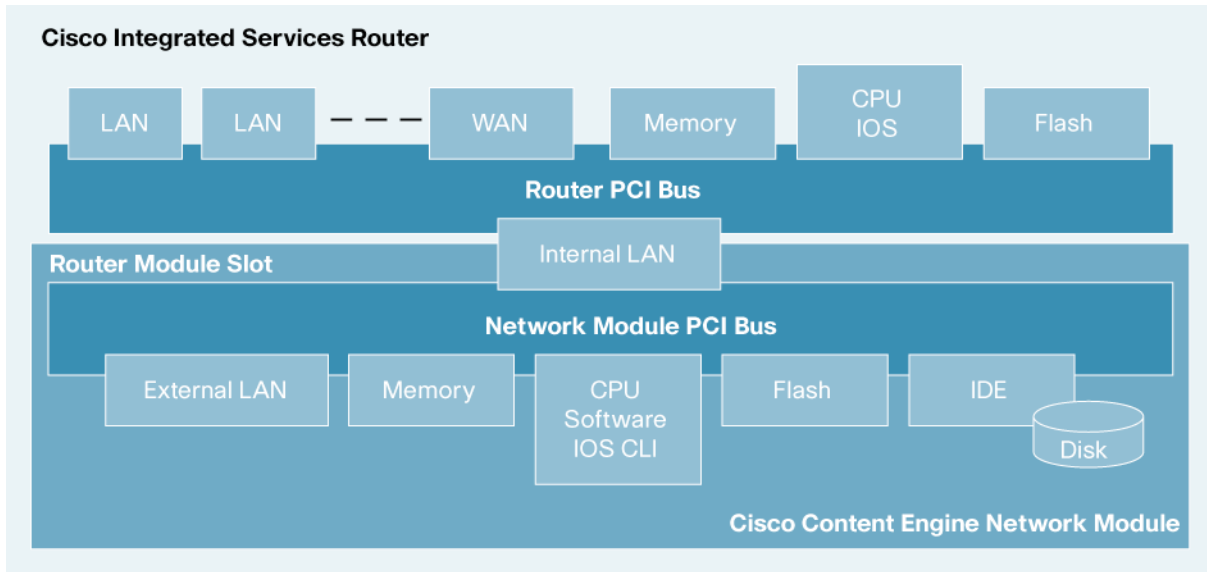 Cisco Integrated Services Router
LAN
LAN
WAN
Memory
CPU
IOS
Flash
Router PCI Bus
Internal LAN
Router Module Slot
Network Module PCI Bus
External LAN
Memory
CPU
Software
IOS CLI
Flash
IDE
Disk
Cisco Content Engine Network Module